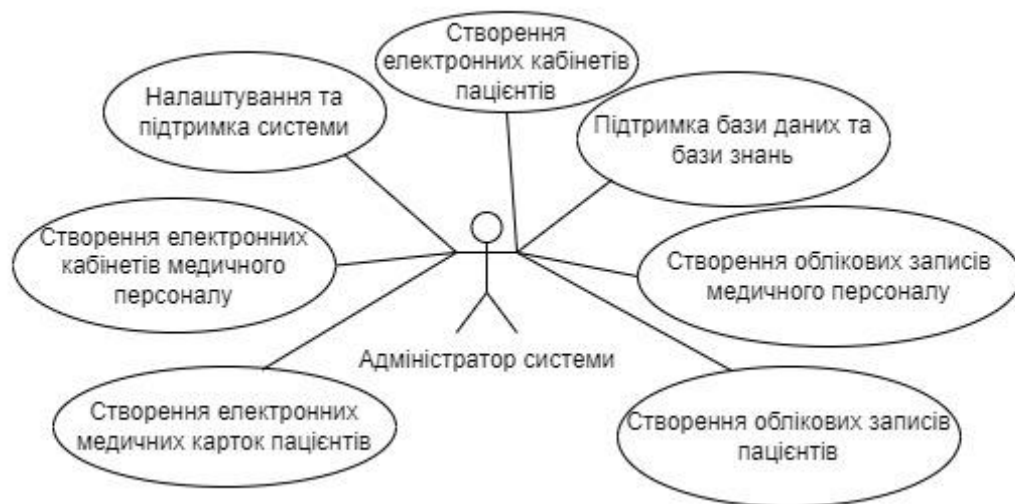 Створення
електронних кабінетів
пацієнтів
Налаштування та
підтримка системи
Підтримка бази даних та
бази знань
Створення електронних
кабінетів медичного
персоналу
Створення облікових записів
медичного персоналу
Адміністратор системи
Створення електронних
медичних карток пацієнтів
Створення облікових записів
пацієнтів